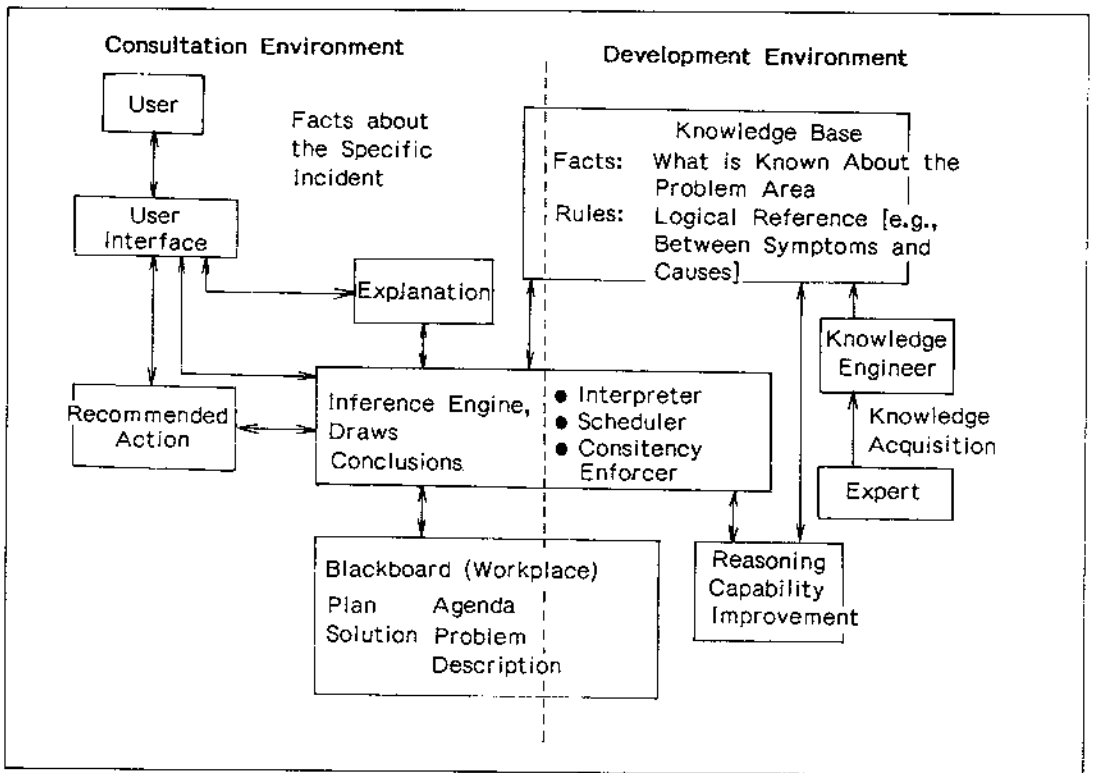 Consultation Environment
Development Environment
User
Facts about
the Specific
Incident
Knowledge Base
Facts: What is Known About the
Problem Area
Rules: Logical Reference [e.g.,
Between Symptoms and
Causes]
User
Interface
Explanation
Knowledge
Engineer
Recommended
Action
Inference Engine,
Draws
Conclusions
● Interpreter
● Scheduler
● Consitency
Enforcer
Knowledge
Acquisition
Expert
Blackboard (Workplace)
Plan Agenda
Solution Problem
Description
Reasoning
Capability
Improvement